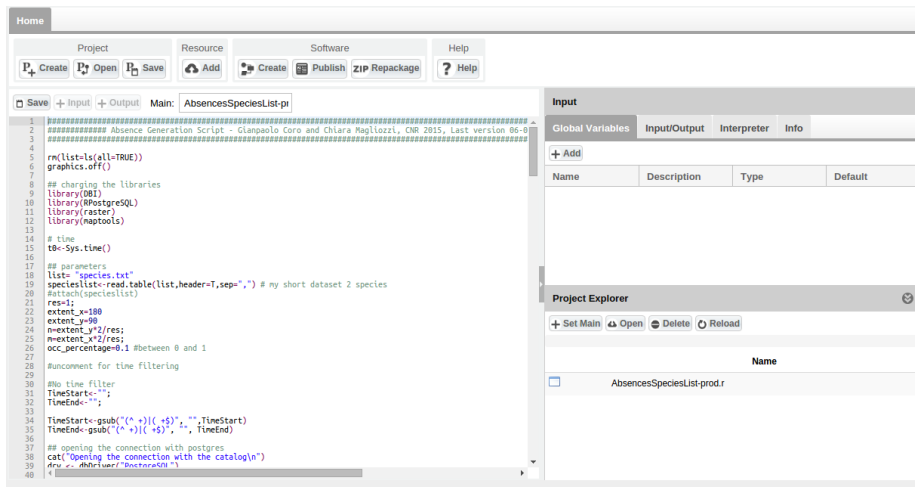 Home
Project Resource Software Help
P+ Create Open Save Add Create Publish ZIP Repackage ? Help
Save + Input + Output Main: AbsencesSpeciesList-pr
Input
Global Variables Input/Output Interpreter Info
+ Add
Name Description Type Default
1 ################################################
2 ############# Absence Generation Script - Gianpaolo Coro and Chiara Magliozzi, CNR 2015, Last version 06-0
3 ################################################
4
5 rm(list=ls(all=TRUE))
6 graphics.off()
7
8 ## charging the libraries
9 library(DBI)
10 library(RPostgreSQL)
11 library(raster)
12 library(maptools)
13
14 # time
15 t0<-Sys.time()
16
17 ## parameters
18 list= "species.txt"
19 specieslist<-read.table(list,header=T,sep=",") # my short dataset 2 species
20 #attach(specieslist)
21 res=1;
22 extent_x=180
23 extent_y=90
24 n=extent_y*2/res;
25 m=extent_x*2/res;
26 occ_percentage=0.1 #between 0 and 1
27
28 #uncomment for time filtering
29
30 #No time filter
31 TimeStart<-"";
32 TimeEnd<-"";
33
34 TimeStart<-gsub("(^ +)|( +$)", "",TimeStart)
35 TimeEnd<-gsub("(^ +)|( +$)", "", TimeEnd)
36
37 ## opening the connection with postgres
38 cat("Opening the connection with the catalog\n")
39 drv <- dbDriver("PostgreSQL")
40
Project Explorer
+ Set Main Open Delete Reload
Name
AbsencesSpeciesList-prod.r